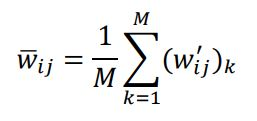 w̅ᵢⱼ = 1/M ∑ₖ₌₁ᴹ (w′ᵢⱼ)ₖ